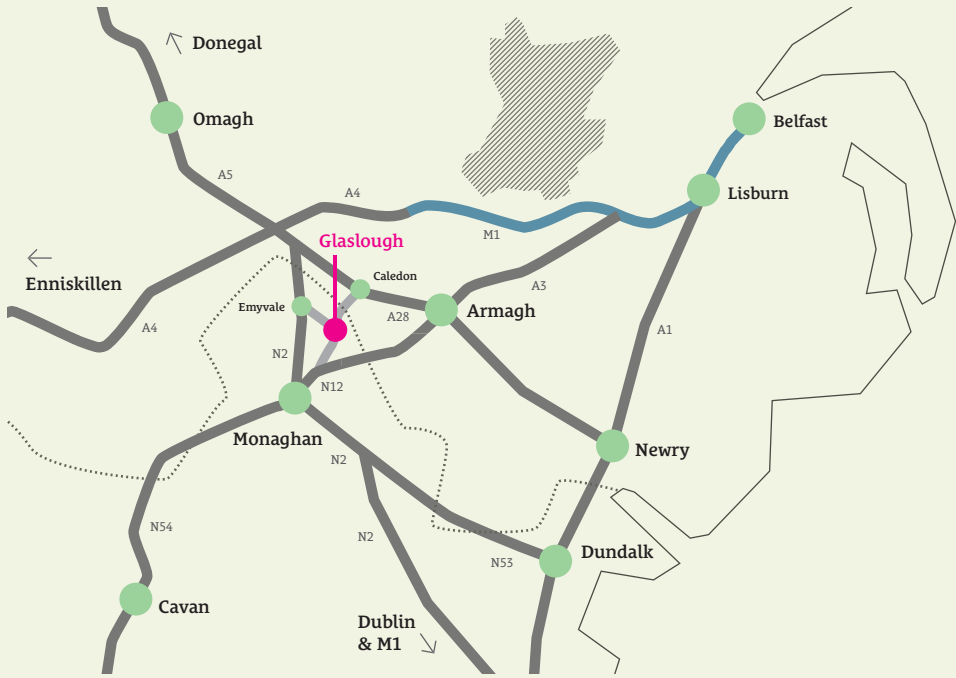 Donegal
Omagh
Belfast
A5
A4
Lisburn
M1
Glaslough
Enniskillen
Caledon
A3
Emyvale
A28
Armagh
A4
A1
N2
N12
Monaghan
N2
Newry
N54
N2
N53
Dundalk
Cavan
Dublin
& M1